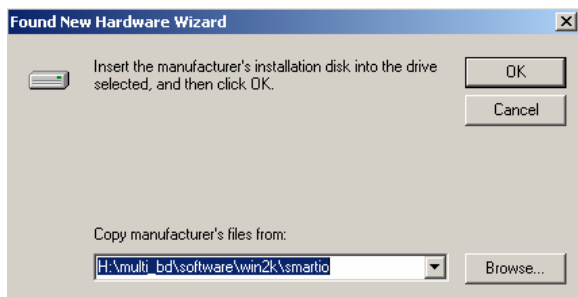 Found New Hardware Wizard
Insert the manufacturer's installation disk into the drive
selected, and then click OK.
OK
Cancel
Copy manufacturer's files from:
H:\multi_bd\software\win2k\smartio
Browse...